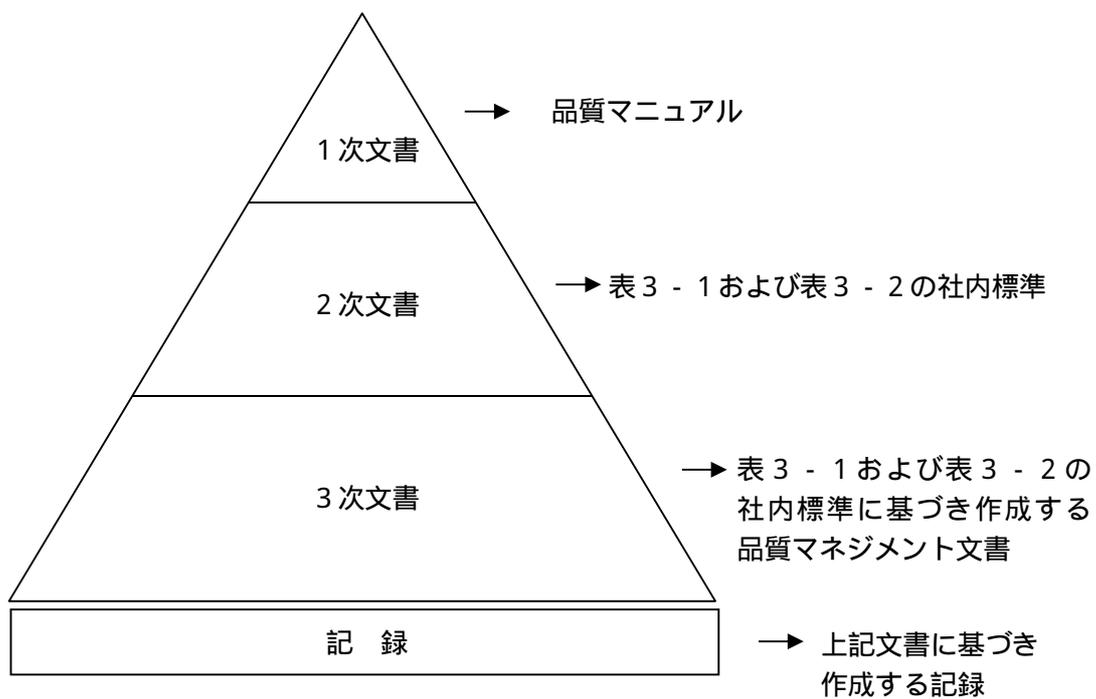 品質マニュアル
1次文書
表3-1および表3-2の社内標準
2次文書
表3-1および表3-2の
社内標準に基づき作成する
品質マネジメント文書
3次文書
記 録
上記文書に基づき
作成する記録